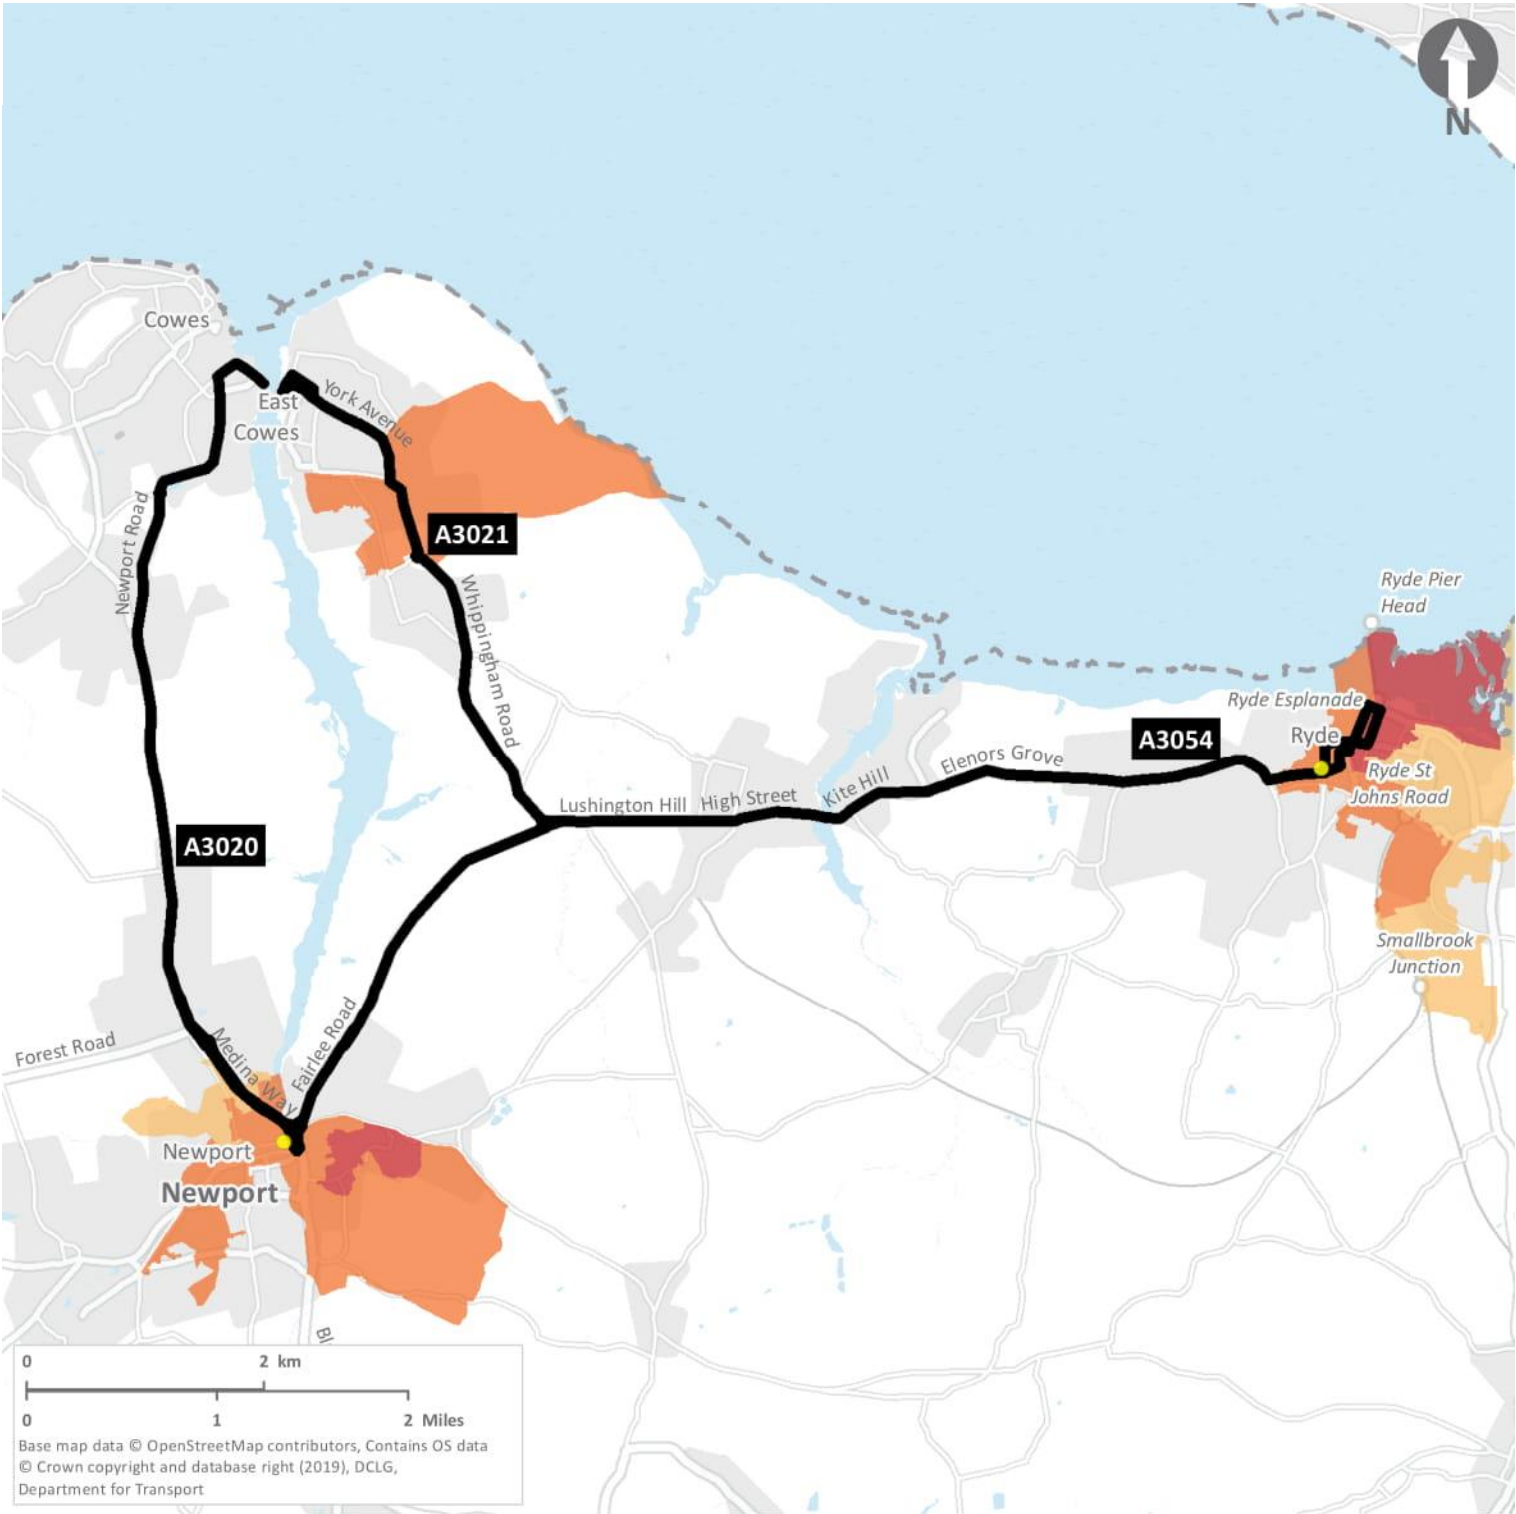 N
Cowes
East
Cowes
York Avenue
A3021
Newport Road
Whippingham Road
Ryde Pier
Head
Ryde Esplanade
Ryde
A3054
Elenors Grove
Kite Hill
Lushington Hill
High Street
Ryde St
Johns Road
A3020
Smallbrook
Junction
Fairlee Road
Forest Road
Medina Way
Newport
Newport
Bl
0 2 km
0 1 2 Miles
Base map data © OpenStreetMap contributors, Contains OS data
© Crown copyright and database right (2019), DCLG,
Department for Transport